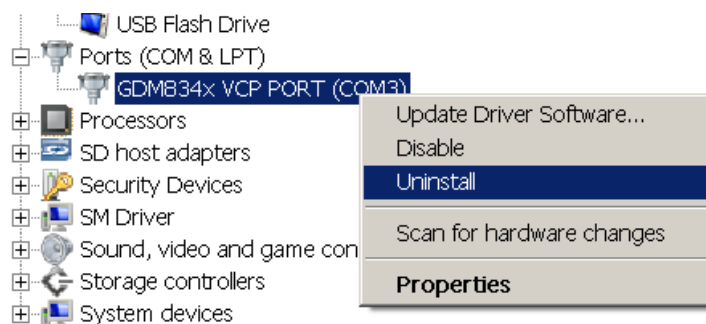 USB Flash Drive
Ports (COM & LPT)
GDM834x VCP PORT (COM3)
Processors
SD host adapters
Security Devices
SM Driver
Sound, video and game con
Storage controllers
System devices
Update Driver Software...
Disable
Uninstall
Scan for hardware changes
Properties